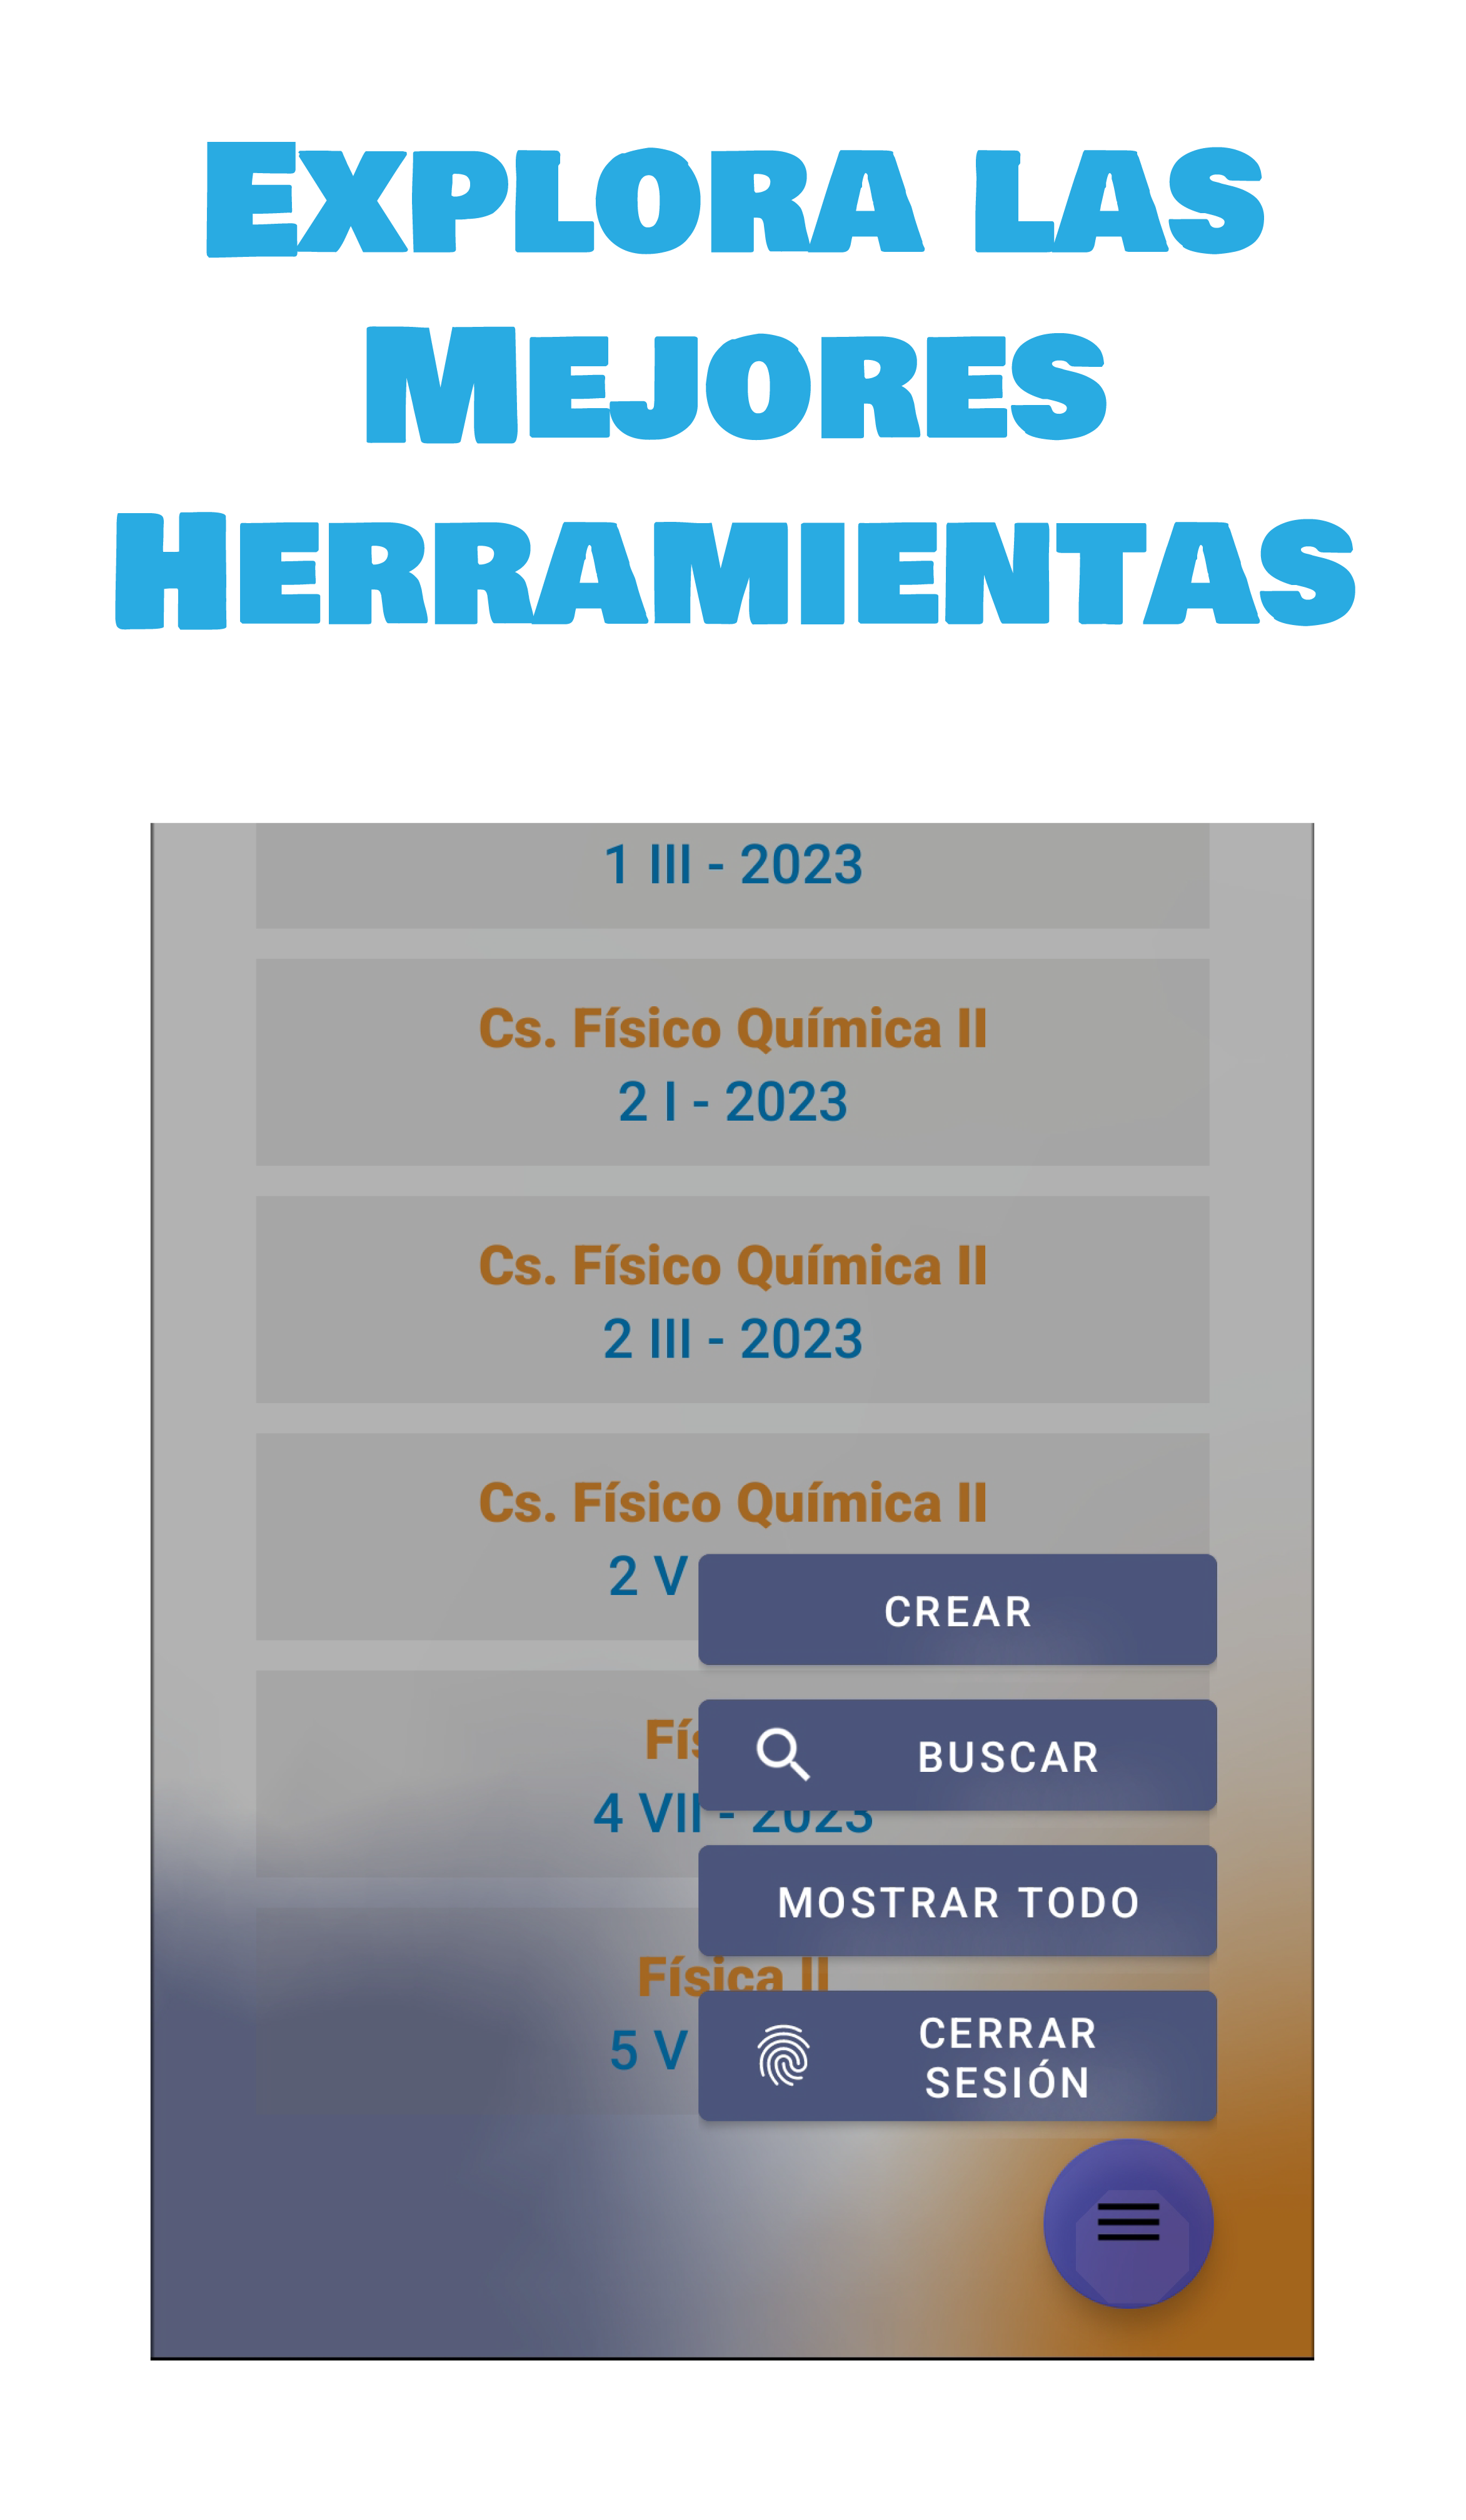 Explora las
Mejores
Herramientas
1 III - 2023
Cs. Físico Química II
2 I - 2023
Cs. Físico Química II
2 III - 2023
Cs. Físico Química II
2 V
CREAR
BUSCAR
4 VII - 2023
MOSTRAR TODO
Física II
5 V
CERRAR
SESIÓN